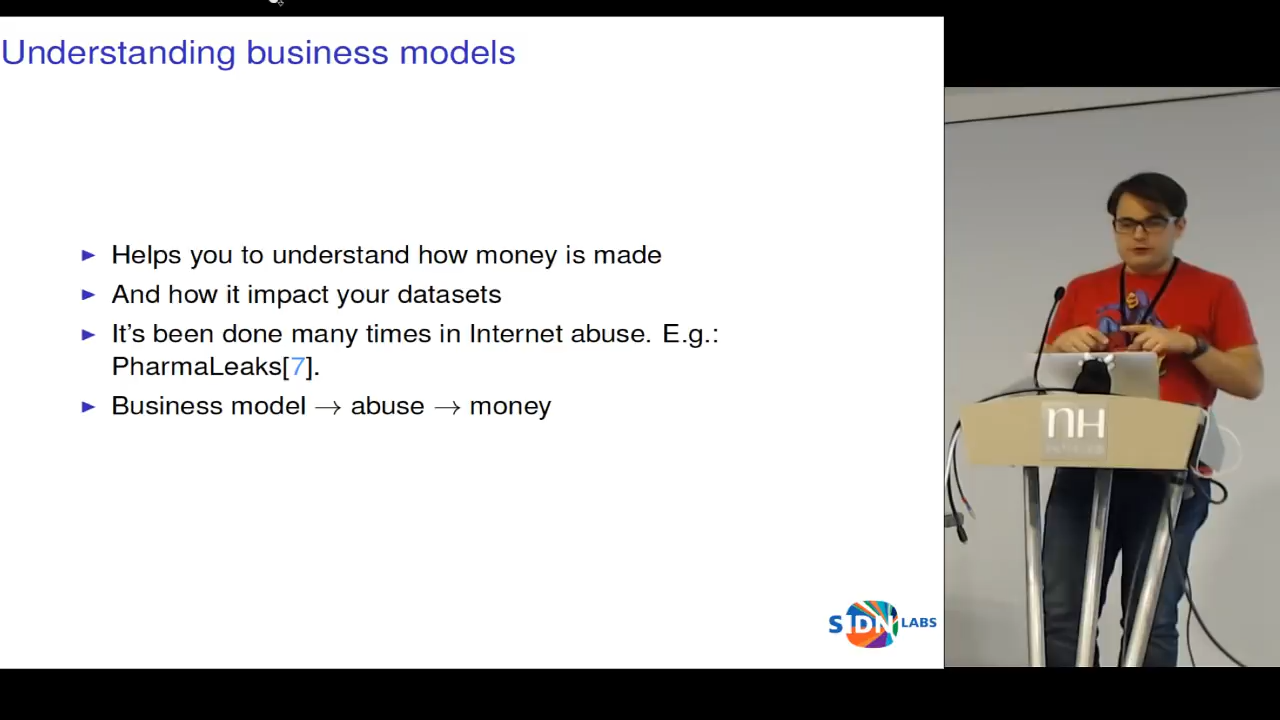 Understanding business models
► Helps you to understand how money is made
► And how it impact your datasets
► It’s been done many times in Internet abuse. E.g.:
PharmaLeaks[7].
► Business model → abuse → money
SIDN LABS
nH